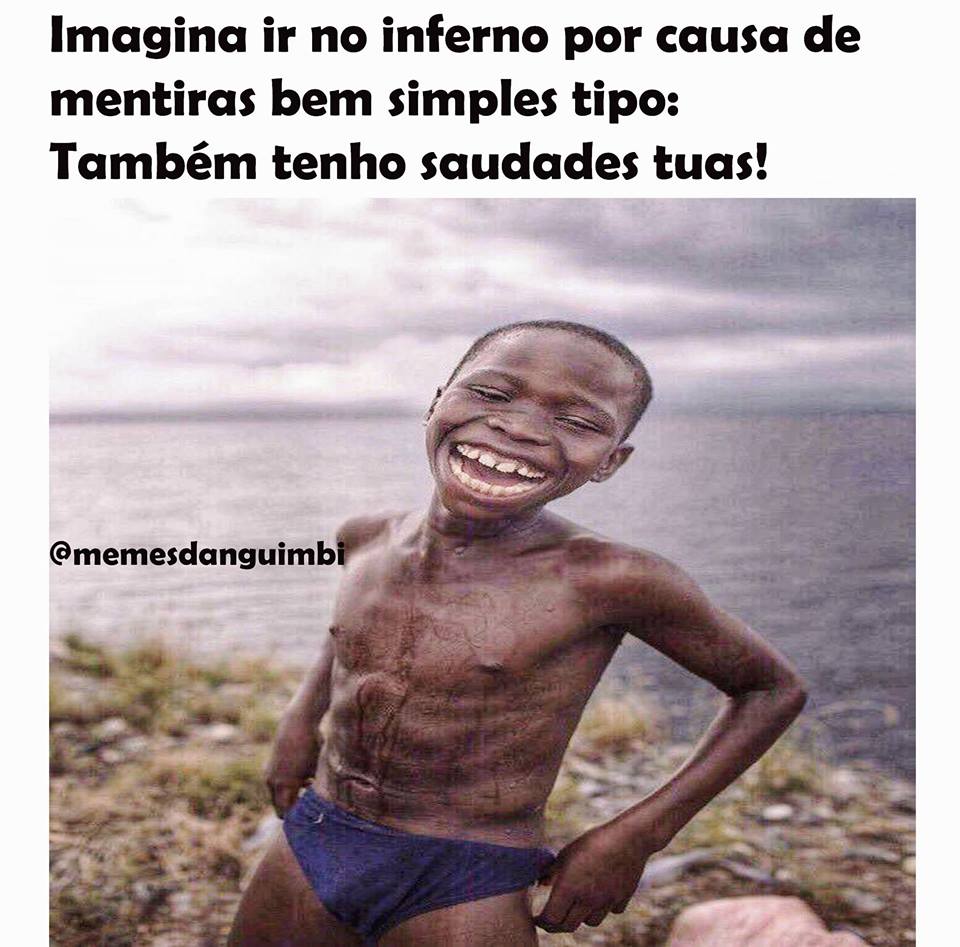 Imagina ir no inferno por causa de
mentiras bem simples tipo:
Também tenho saudades tuas!
@memesdanguimbi